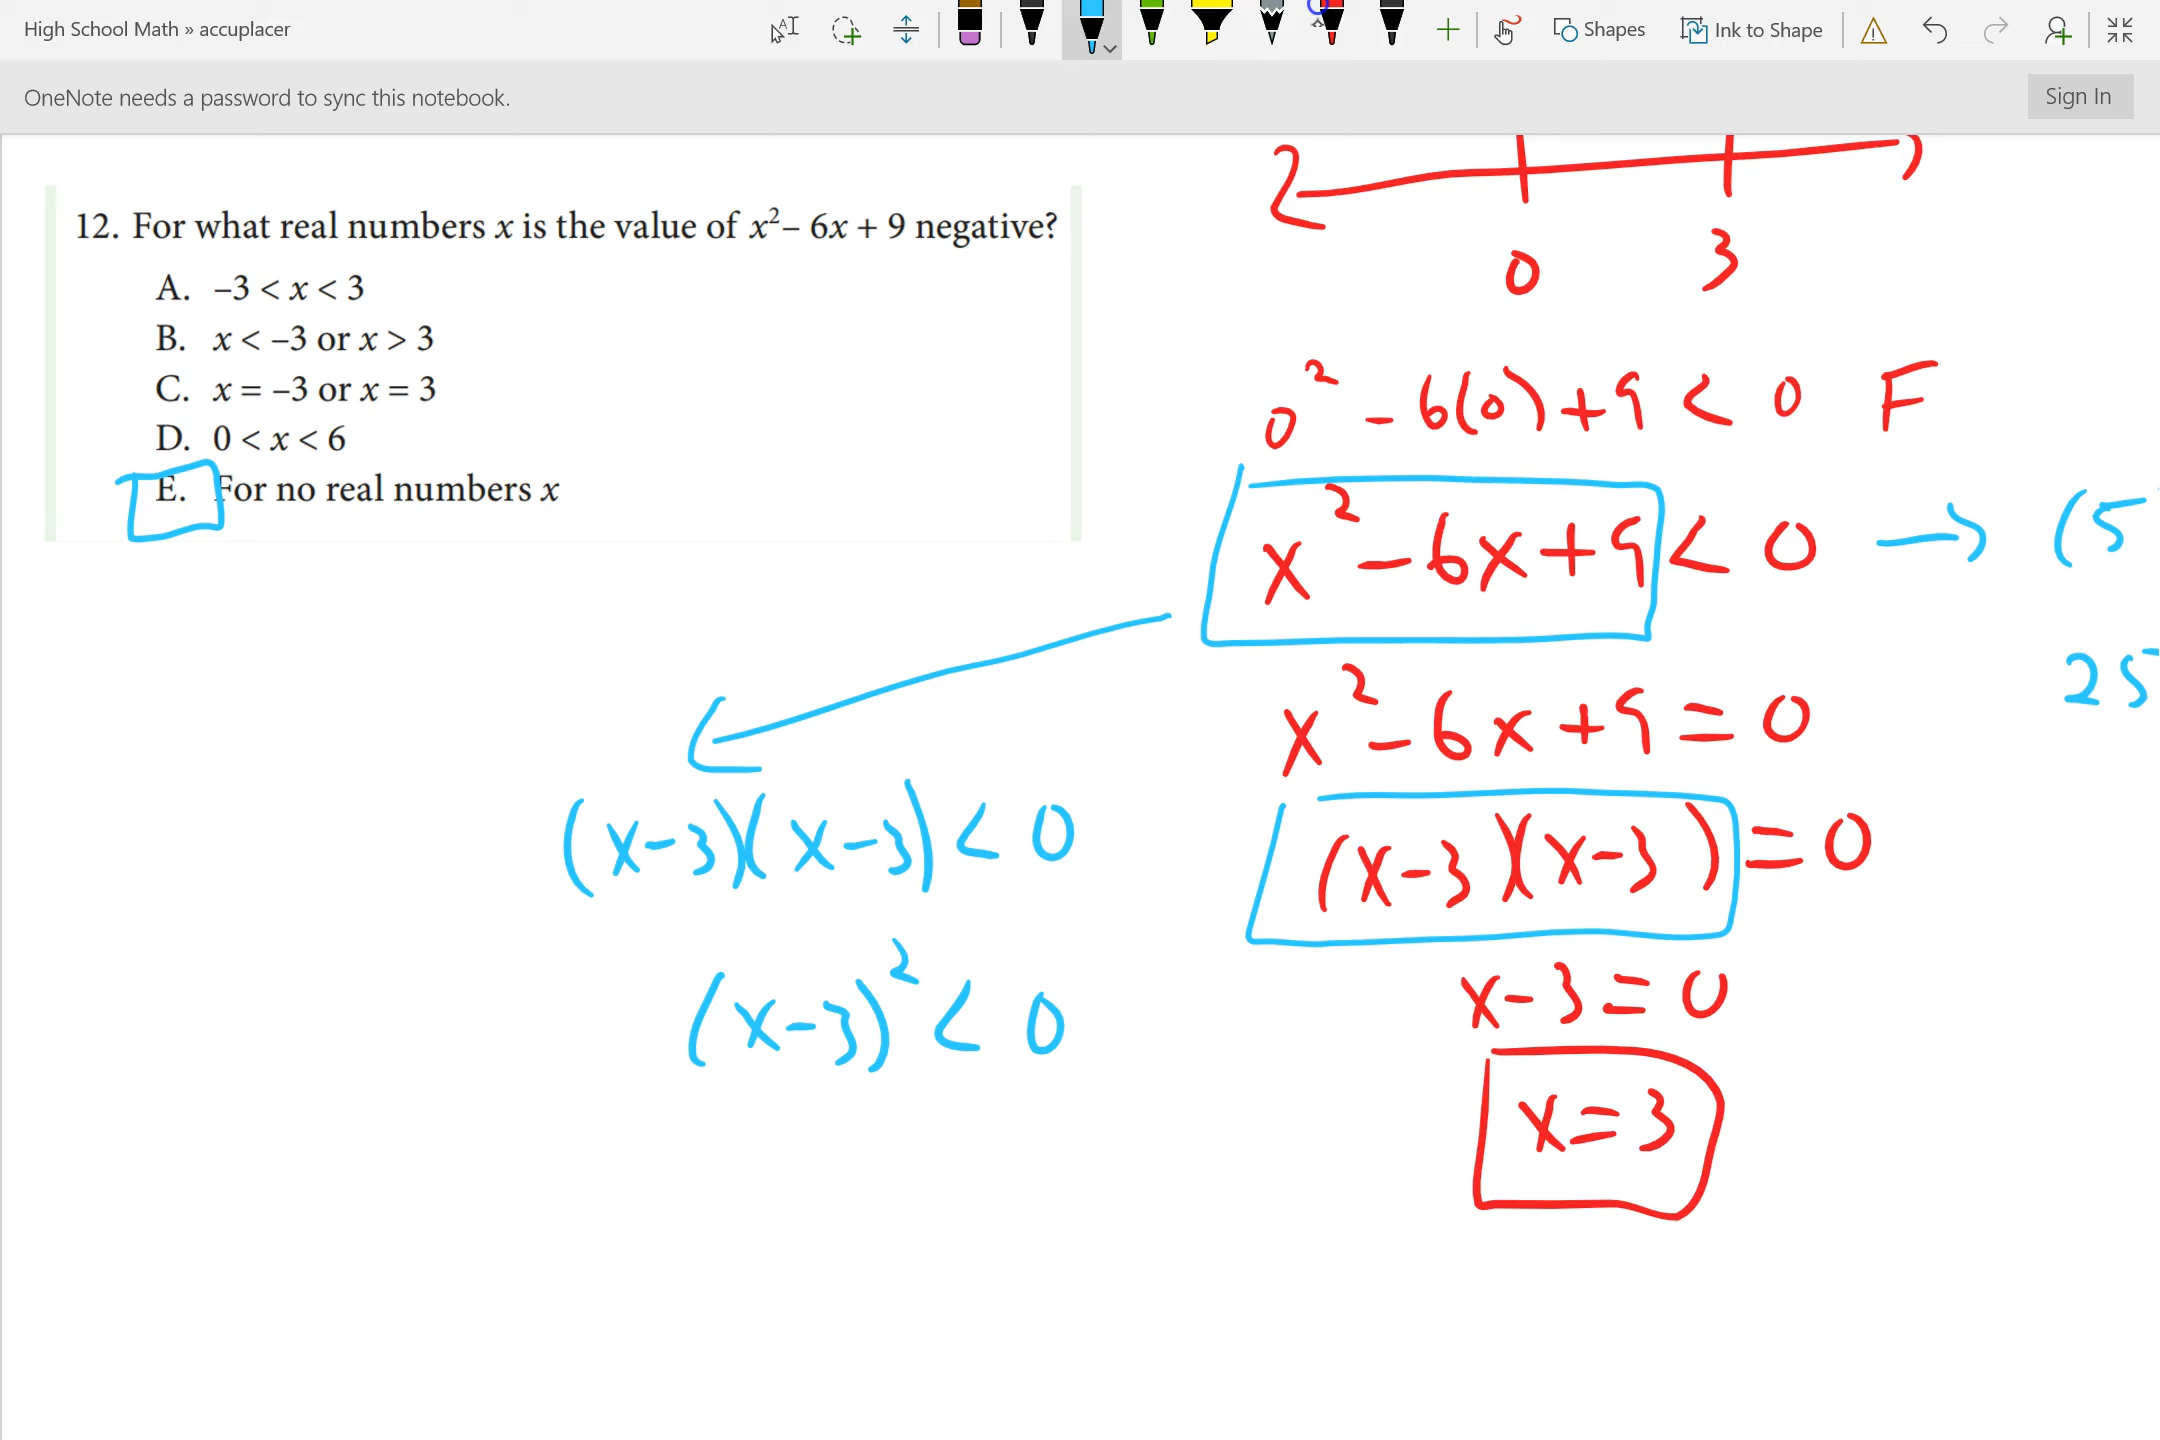 High School Math » accuplacer
Shapes
Ink to Shape
OneNote needs a password to sync this notebook.
Sign In
12. For what real numbers x is the value of x² – 6x + 9 negative?
A. –3 < x < 3
B. x < –3 or x > 3
C. x = –3 or x = 3
D. 0 < x < 6
E. For no real numbers x
0 3
0² - 6(0) + 9 < 0 F
x² - 6x + 9 < 0 → (5
25
x² - 6x + 9 = 0
(x-3)(x-3) = 0
x-3 = 0
x = 3
(x-3)(x-3) < 0
(x-3)² < 0